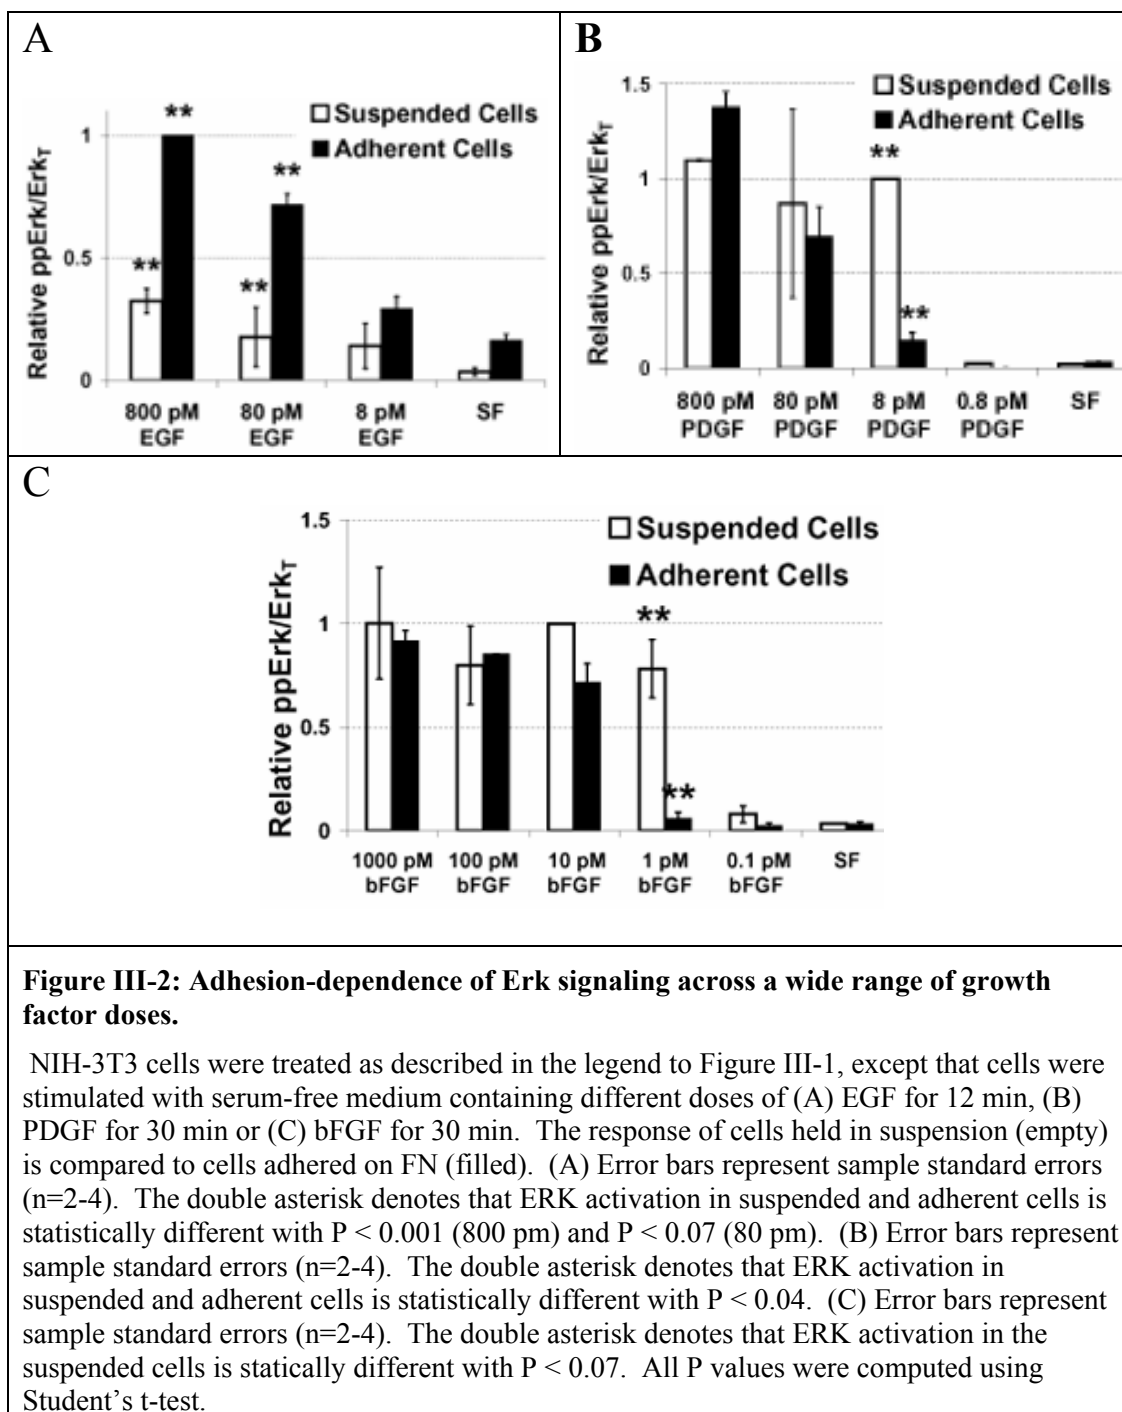 A
**
**
**
**
Suspended Cells
Adherent Cells
1
0.5
0
Relative ppErk/ErkT
800 pM 80 pM 8 pM SF
EGF EGF EGF
B
1.5
1
0.5
0
Suspended Cells
Adherent Cells
**
**
Relative ppErk/ErkT
800 pM 80 pM 8 pM 0.8 pM SF
PDGF PDGF PDGF PDGF
C
1.5
1
0.5
0
Suspended Cells
Adherent Cells
**
**
Relative ppErk/ErkT
1000 pM 100 pM 10 pM 1 pM 0.1 pM SF
bFGF bFGF bFGF bFGF bFGF
Figure III-2: Adhesion-dependence of Erk signaling across a wide range of growth
factor doses.
NIH-3T3 cells were treated as described in the legend to Figure III-1, except that cells were
stimulated with serum-free medium containing different doses of (A) EGF for 12 min, (B)
PDGF for 30 min or (C) bFGF for 30 min. The response of cells held in suspension (empty)
is compared to cells adhered on FN (filled). (A) Error bars represent sample standard errors
(n=2-4). The double asterisk denotes that ERK activation in suspended and adherent cells is
statistically different with P < 0.001 (800 pm) and P < 0.07 (80 pm). (B) Error bars represent
sample standard errors (n=2-4). The double asterisk denotes that ERK activation in
suspended and adherent cells is statistically different with P < 0.04. (C) Error bars represent
sample standard errors (n=2-4). The double asterisk denotes that ERK activation in the
suspended cells is statically different with P < 0.07. All P values were computed using
Student’s t-test.